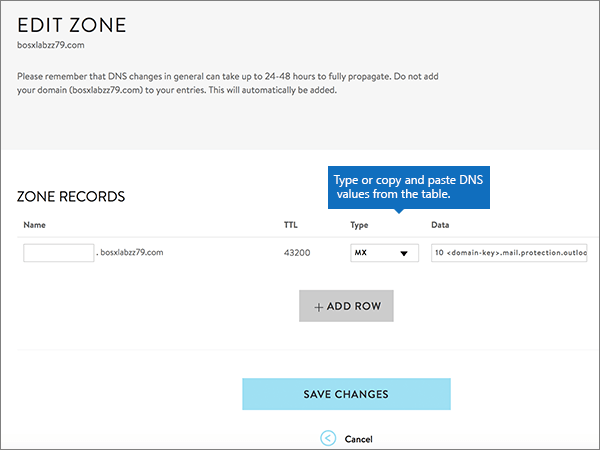 EDIT ZONE
bosxlabzz79.com
Please remember that DNS changes in general can take up to 24-48 hours to fully propagate. Do not add
your domain (bosxlabzz79.com) to your entries. This will automatically be added.
Type or copy and paste DNS
values from the table.
ZONE RECORDS
Name TTL Type Data
. bosxlabzz79.com 43200 MX 10 <domain-key>.mail.protection.outloo
+ ADD ROW
SAVE CHANGES
Cancel